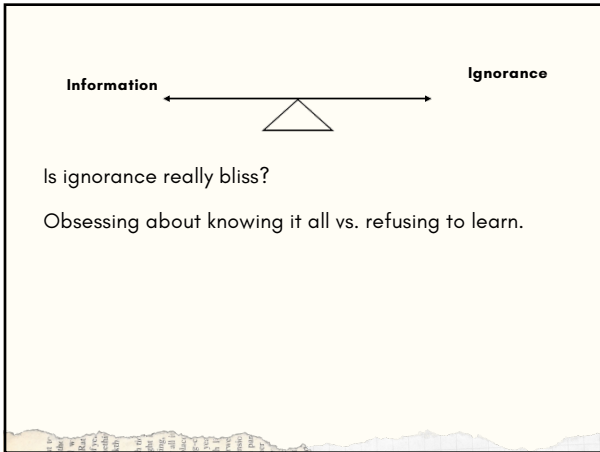 Information
Ignorance
Is ignorance really bliss?
Obsessing about knowing it all vs. refusing to learn.